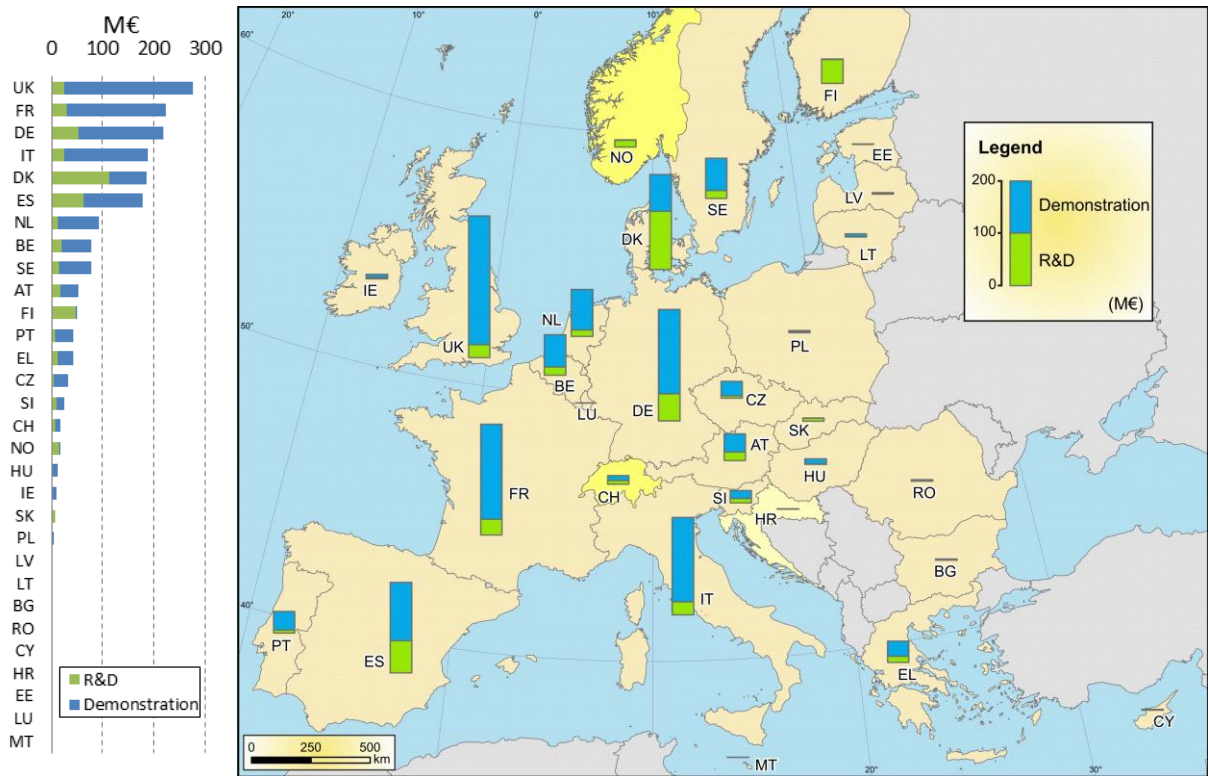 M€
0 100 200 300
UK
FR
DE
IT
DK
ES
NL
BE
SE
AT
FI
PT
EL
CZ
SI
CH
NO
HU
IE
SK
PL
LV
LT
BG
RO
CY
HR
EE
LU
MT
R&D
Demonstration
20° 10° 0° 10°
60°
50°
40°
FI
NO
EE
SE
LV
DK
LT
IE
NL
PL
UK
BE
LU
DE
CZ
SK
AT
HU
FR
CH
SI
RO
HR
BG
IT
PT
ES
EL
CY
MT
20° 30°
Legend
200
Demonstration
100
R&D
0
(M€)
0 250 500
km